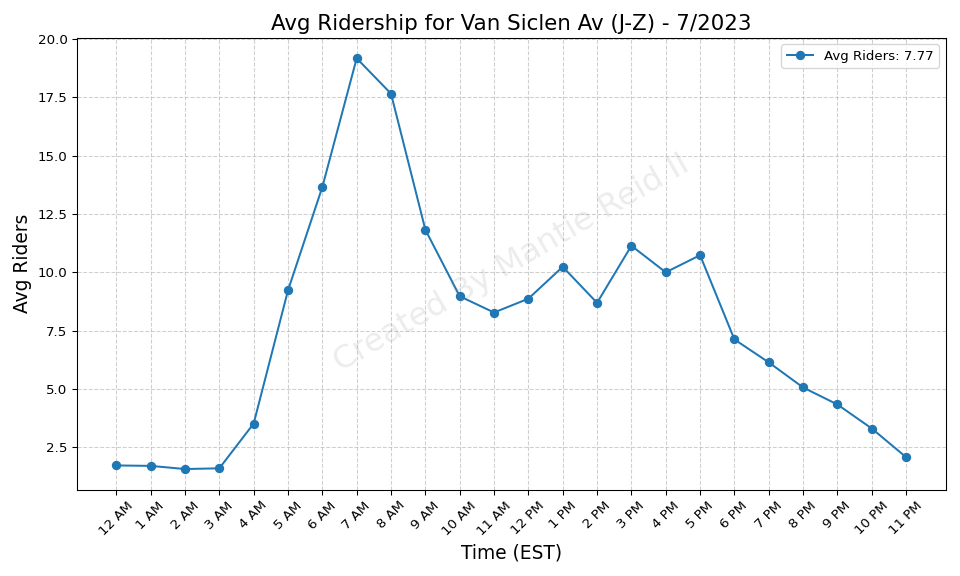 Avg Ridership for Van Siclen Av (J-Z) - 7/2023
20.0
17.5
15.0
12.5
10.0
7.5
5.0
2.5
Avg Riders
Avg Riders: 7.77
Created By Mantie Reid II
12 AM
1 AM
2 AM
3 AM
4 AM
5 AM
6 AM
7 AM
8 AM
9 AM
10 AM
11 AM
12 PM
1 PM
2 PM
3 PM
4 PM
5 PM
6 PM
7 PM
8 PM
9 PM
10 PM
11 PM
Time (EST)